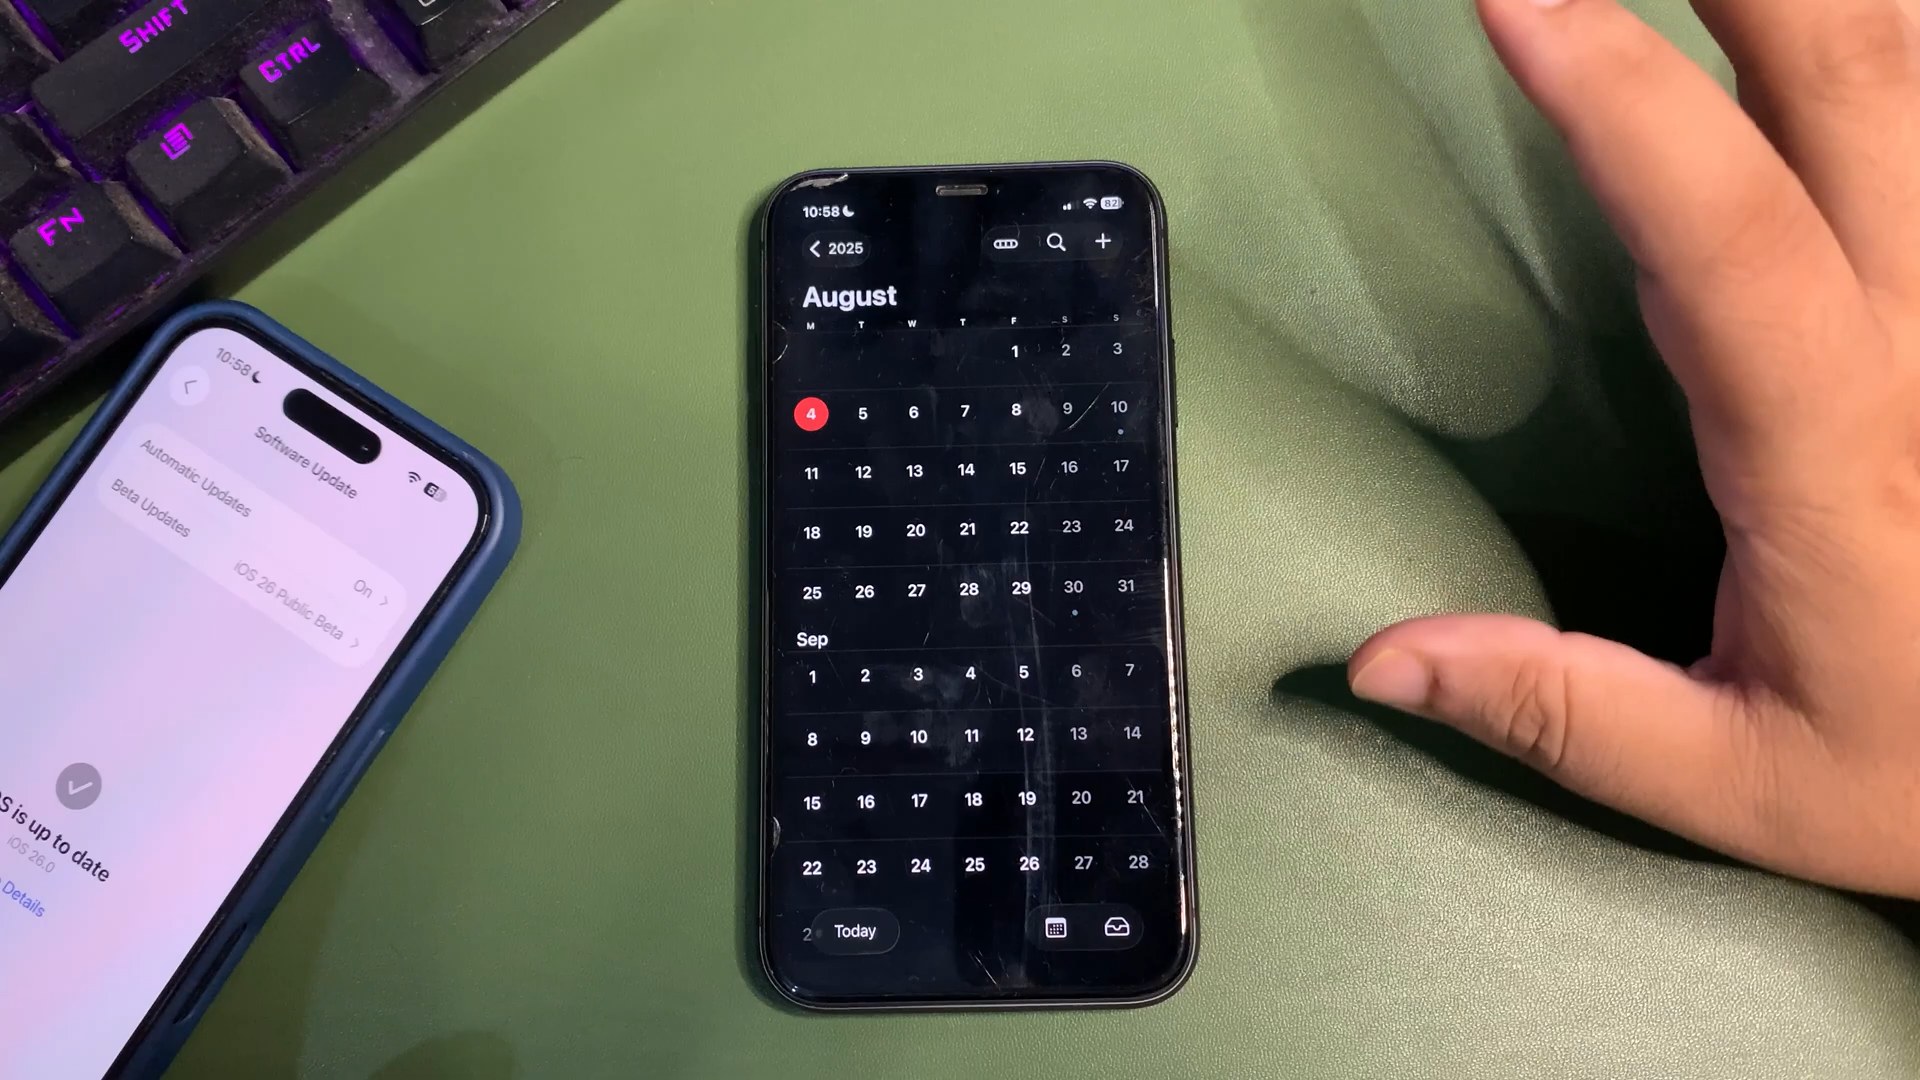 SHIFT
CTRL
FN
10:58
Software Update
Automatic Updates
On
Beta Updates
iOS 26 Public Beta
S is up to date
iOS 26.0
Details
10:58
82
2025
August
M T W T F S S
1 2 3
4 5 6 7 8 9 10
11 12 13 14 15 16 17
18 19 20 21 22 23 24
25 26 27 28 29 30 31
Sep
1 2 3 4 5 6 7
8 9 10 11 12 13 14
15 16 17 18 19 20 21
22 23 24 25 26 27 28
2
Today